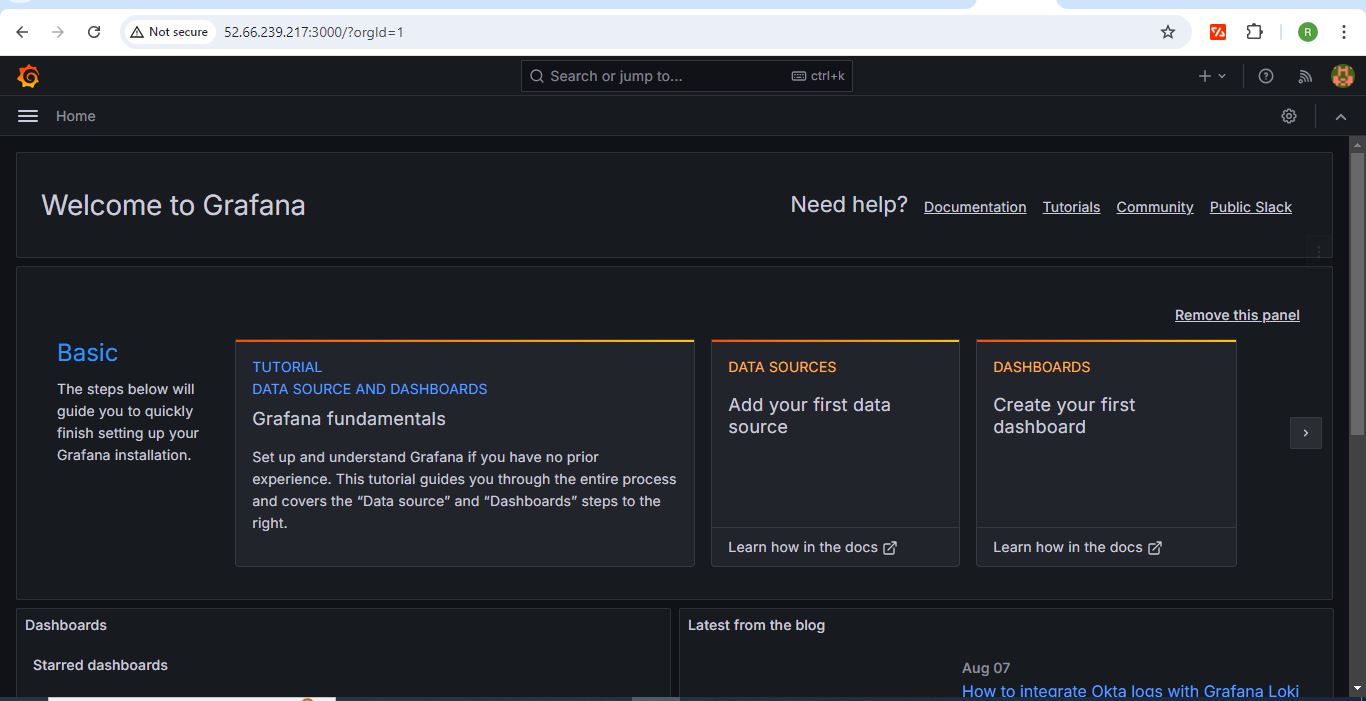 Not secure
52.66.239.217:3000/?orgId=1
R
Search or jump to...
ctrl+k
Home
Welcome to Grafana
Need help?
Documentation
Tutorials
Community
Public Slack
Remove this panel
Basic
The steps below will
guide you to quickly
finish setting up your
Grafana installation.
TUTORIAL
DATA SOURCE AND DASHBOARDS
Grafana fundamentals
Set up and understand Grafana if you have no prior
experience. This tutorial guides you through the entire process
and covers the “Data source” and “Dashboards” steps to the
right.
DATA SOURCES
Add your first data
source
Learn how in the docs
DASHBOARDS
Create your first
dashboard
Learn how in the docs
Dashboards
Starred dashboards
Latest from the blog
Aug 07
How to integrate Okta logs with Grafana Loki